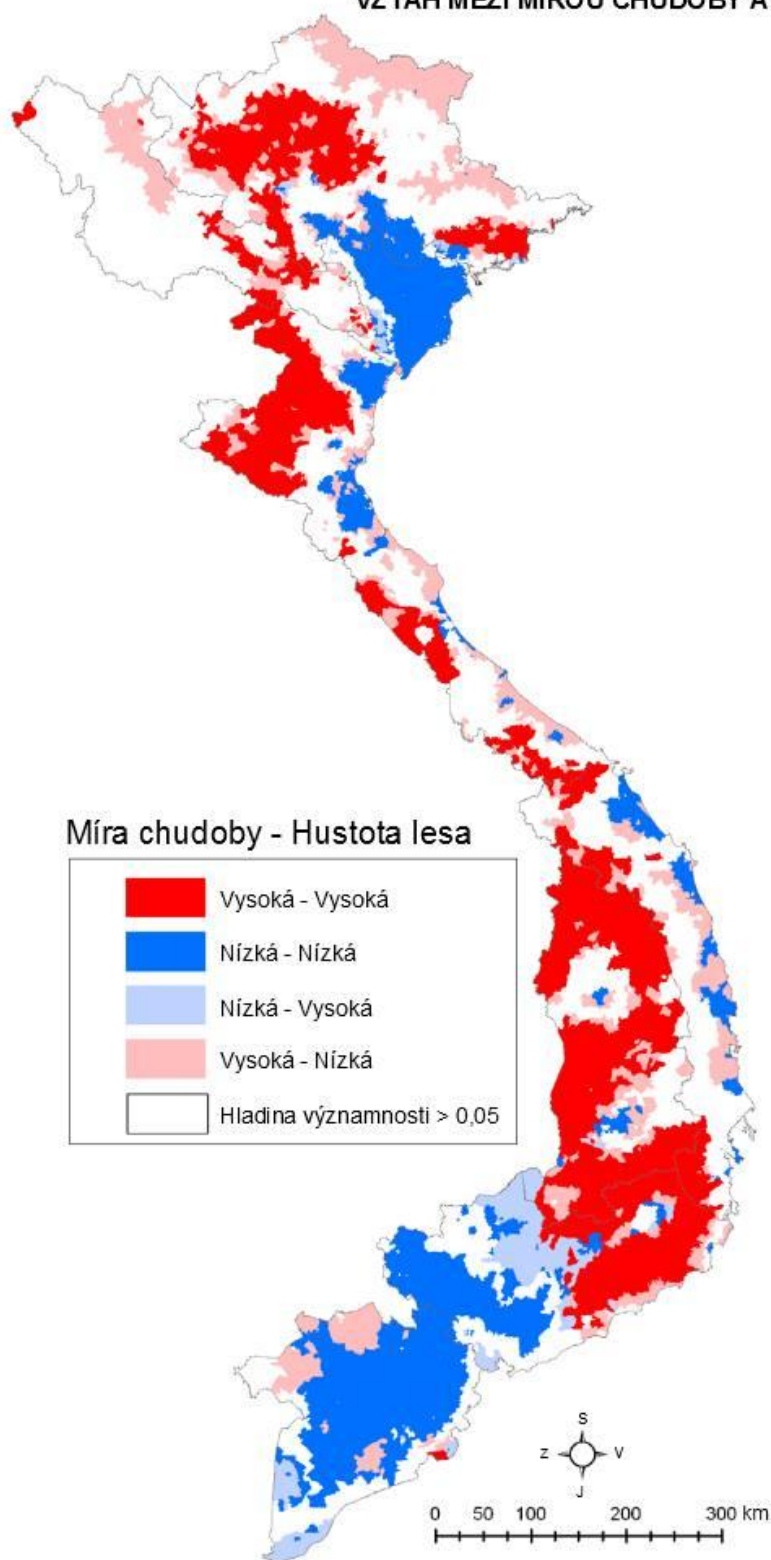 VZTAH MEZI MÍROU CHUDOBY A
Míra chudoby - Hustota lesa
Vysoká - Vysoká
Nízká - Nízká
Nízká - Vysoká
Vysoká - Nízká
Hladina významnosti > 0,05
S
Z V
J
0 50 100 200 300 km